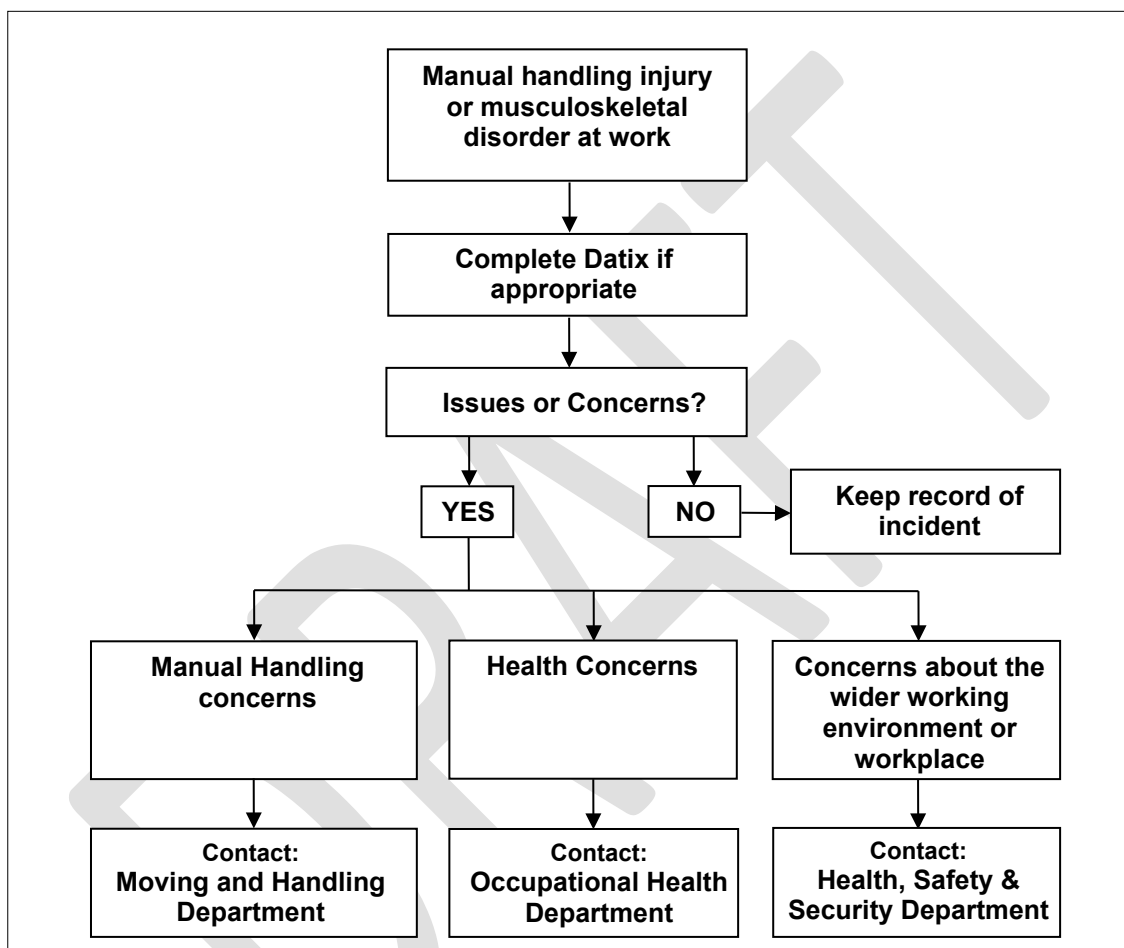 Manual handling injury
or musculoskeletal
disorder at work
Complete Datix if
appropriate
Issues or Concerns?
YES
NO
Keep record of
incident
Manual Handling
concerns
Health Concerns
Concerns about the
wider working
environment or
workplace
Contact:
Moving and Handling
Department
Contact:
Occupational Health
Department
Contact:
Health, Safety &
Security Department
DRAFT